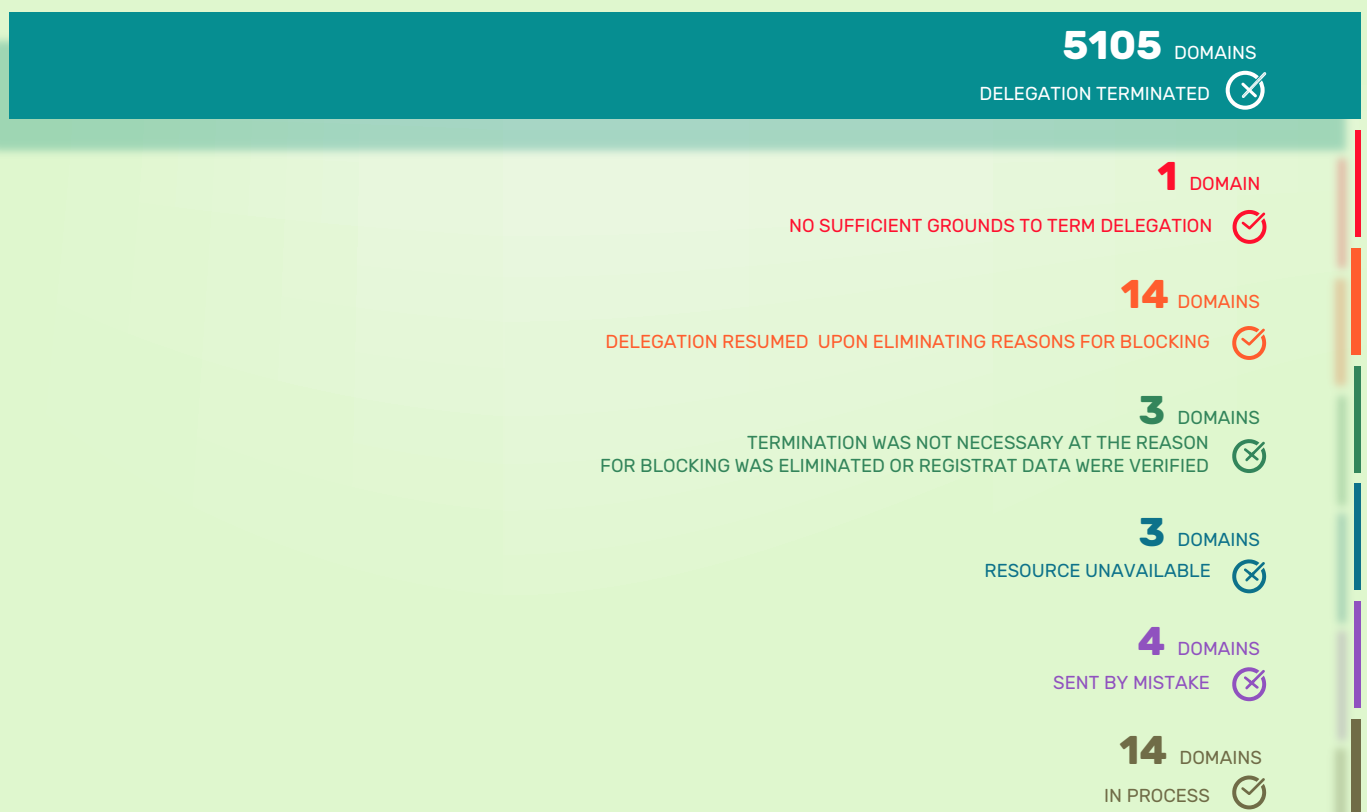 5105 DOMAINS
DELEGATION TERMINATED
1 DOMAIN
NO SUFFICIENT GROUNDS TO TERM DELEGATION
14 DOMAINS
DELEGATION RESUMED UPON ELIMINATING REASONS FOR BLOCKING
3 DOMAINS
TERMINATION WAS NOT NECESSARY AT THE REASON
FOR BLOCKING WAS ELIMINATED OR REGISTRAT DATA WERE VERIFIED
3 DOMAINS
RESOURCE UNAVAILABLE
4 DOMAINS
SENT BY MISTAKE
14 DOMAINS
IN PROCESS